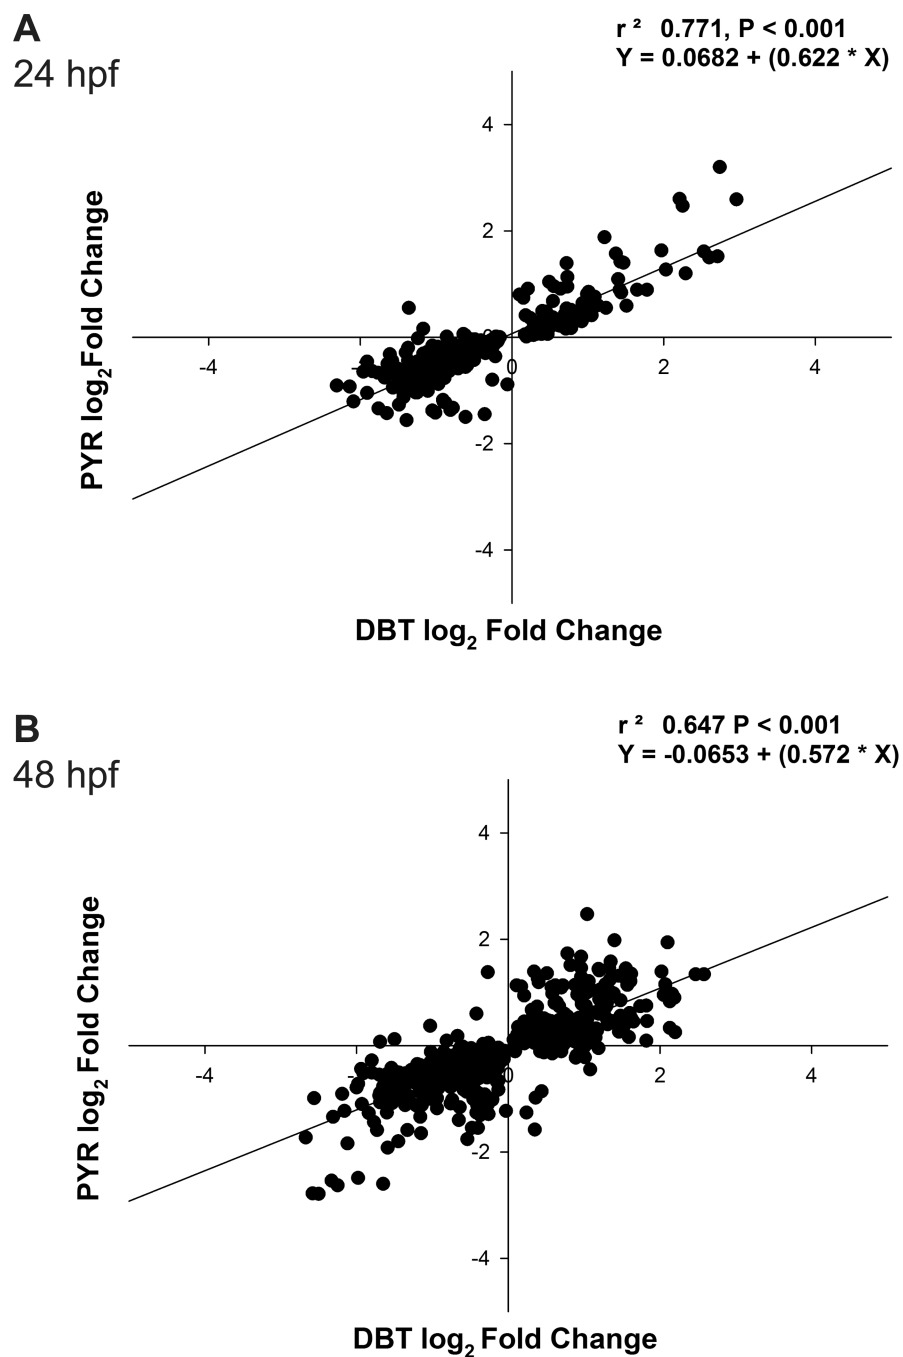 A
24 hpf
r ² 0.771, P < 0.001
Y = 0.0682 + (0.622 * X)
PYR log2Fold Change
4
2
0
-2
-4
-4
-
0
2
4
DBT log2 Fold Change
B
48 hpf
r ² 0.647 P < 0.001
Y = -0.0653 + (0.572 * X)
PYR log2 Fold Change
4
2
-2
-4
-4
-
0
2
4
DBT log2 Fold Change